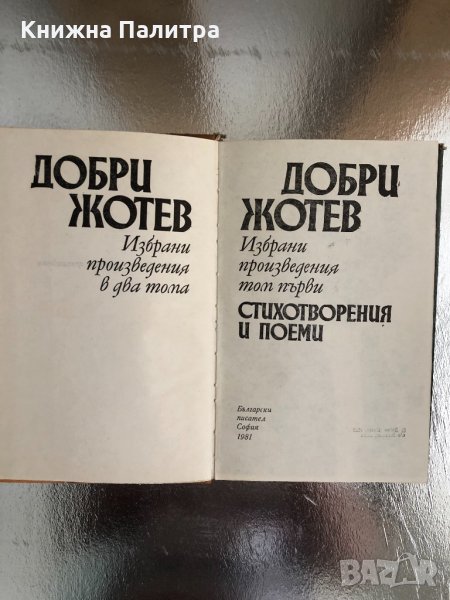 Книжна Палитра
ДОБРИ
ЖОТЕВ
Избрани
произведения
в два тома
ДОБРИ
ЖОТЕВ
Избрани
произведения
том първи
СТИХОТВОРЕНИЯ
И ПОЕМИ
Български
писател
София
1981
BAZAR